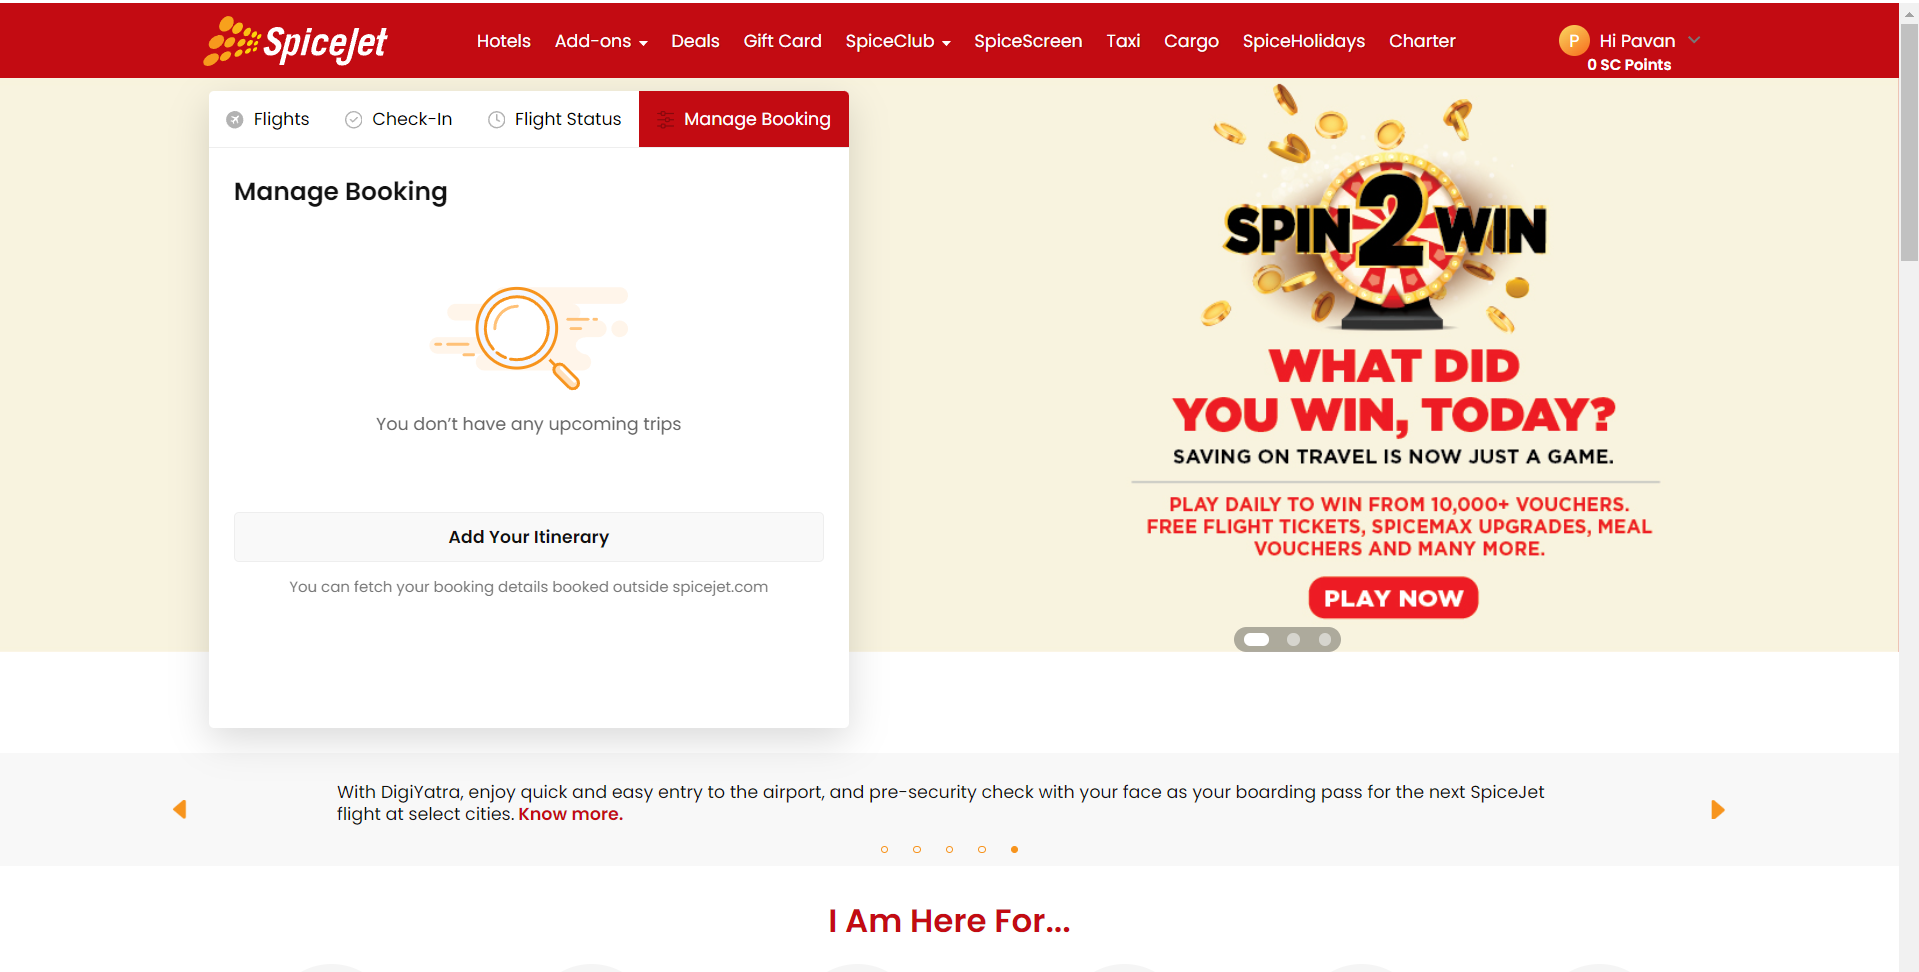 SpiceJet
Hotels
Add-ons
Deals
Gift Card
SpiceClub
SpiceScreen
Taxi
Cargo
SpiceHolidays
Charter
P
Hi Pavan
0 SC Points
Flights
Check-In
Flight Status
Manage Booking
Manage Booking
You don’t have any upcoming trips
Add Your Itinerary
You can fetch your booking details booked outside spicejet.com
SPIN 2 WIN
WHAT DID
YOU WIN, TODAY?
SAVING ON TRAVEL IS NOW JUST A GAME.
PLAY DAILY TO WIN FROM 10,000+ VOUCHERS.
FREE FLIGHT TICKETS, SPICEMAX UPGRADES, MEAL
VOUCHERS AND MANY MORE.
PLAY NOW
With DigiYatra, enjoy quick and easy entry to the airport, and pre-security check with your face as your boarding pass for the next SpiceJet
flight at select cities. Know more.
I Am Here For...